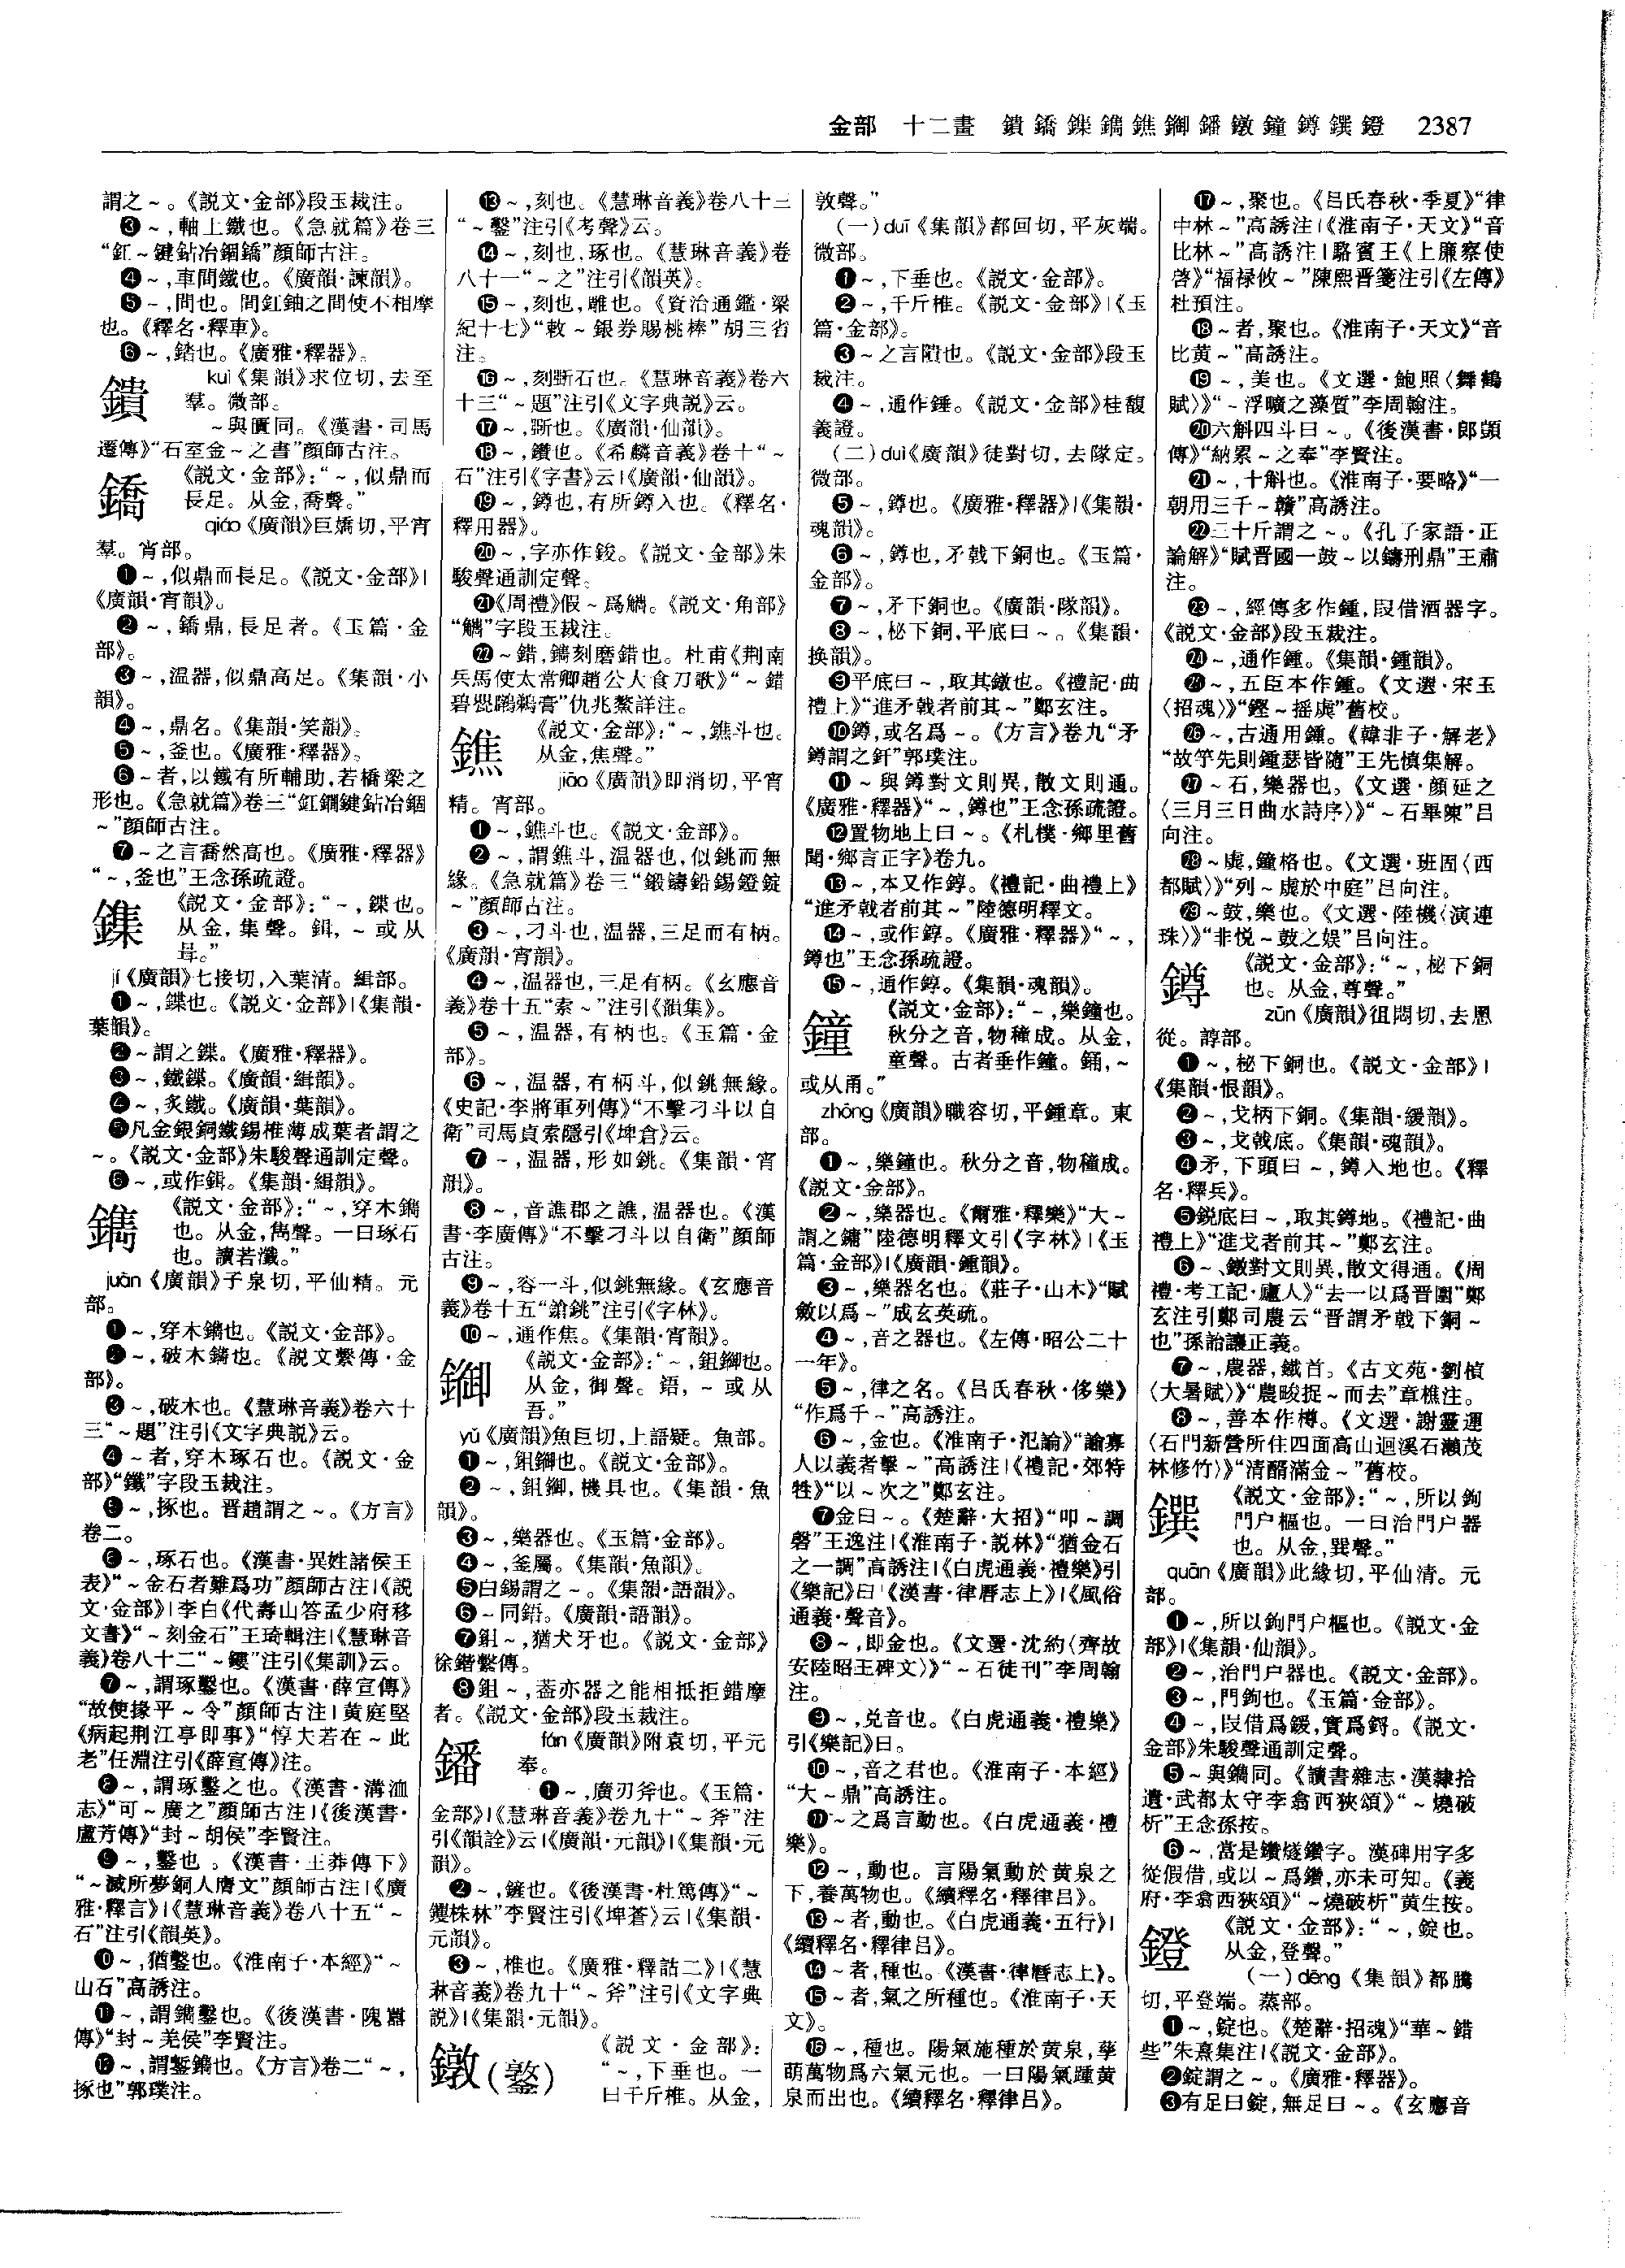 金部 十二畫 鐀鐈鏶鐫鐎鋤鐇鐓鐘鐏鐉鐙 2387
謂之～。《説文·金部》段玉裁注。
❸～,軸上鐵也。《急就篇》卷三
“釭～鍵鉆冶錮鐈”顔師古注。
❹～,車間鐵也。《廣韻·諫韻》。
❺～,間也。間釭軸之間使不相摩
也。《釋名·釋車》。
❻～,錔也。《廣雅·釋器》。
鐀 kuì《集韻》求位切,去至
羣。微部。
～與匱同。《漢書·司馬
遷傳》“石室金～之書”顔師古注。
鐈 《説文·金部》:“～,似鼎而
長足。从金,喬聲。”
qiáo《廣韻》巨嬌切,平宵
羣。宵部。
❶～,似鼎而長足。《説文·金部》|
《廣韻·宵韻》。
❷～,鐈鼎,長足者。《玉篇·金
部》。
❸～,温器,似鼎高足。《集韻·小
韻》。
❹～,鼎名。《集韻·笑韻》。
❺～,釜也。《廣雅·釋器》。
❻～者,以鐵有所輔助,若橋梁之
形也。《急就篇》卷三“釭鐗鍵鉆冶錮
～”顔師古注。
❼～之言喬然高也。《廣雅·釋器》
“～,釜也”王念孫疏證。
鏶 《説文·金部》:“～,鍱也。
从金,集聲。鍓,～或从
咠。”
jí《廣韻》七接切,入葉清。緝部。
❶～,鍱也。《説文·金部》|《集韻·
葉韻》。
❷～謂之鍱。《廣雅·釋器》。
❸～,鐵鍱。《廣韻·緝韻》。
❹～,炙鐵。《廣韻·葉韻》。
❺凡金銀銅鐵錫椎薄成葉者謂之
～。《説文·金部》朱駿聲通訓定聲。
❻～,或作鍓。《集韻·緝韻》。
鐫 《説文·金部》:“～,穿木鐫
也。从金,雋聲。一曰琢石
也。讀若瀸。”
juān《廣韻》子泉切,平仙精。元
部。
❶～,穿木鐫也。《説文·金部》。
❷～,破木鐫也。《説文繫傳·金
部》。
❸～,破木也。《慧琳音義》卷六十
三“～題”注引《文字典説》云。
❹～者,穿木琢石也。《説文·金
部》“鑯”字段玉裁注。
❺～,㧻也。晋趙謂之～。《方言》
卷二。
❻～,琢石也。《漢書·異姓諸侯王
表》“～金石者難爲功”顔師古注|《説
文·金部》|李白《代壽山答孟少府移
文書》“～刻金石”王琦輯注|《慧琳音
義》卷八十二“～鏤”注引《集訓》云。
❼～,謂琢鑿也。《漢書·薛宣傳》
“故使掾平～令”顔師古注|黄庭堅
《病起荆江亭即事》“惇大若在～此
老”任淵注引《薛宣傳》注。
❽～,謂琢鑿之也。《漢書·溝洫
志》“可～廣之”顔師古注|《後漢書·
盧芳傳》“封～胡侯”李賢注。
❾～,鑿也。《漢書·王莽傳下》
“～滅所夢銅人膺文”顔師古注|《廣
雅·釋言》|《慧琳音義》卷八十五“～
石”注引《韻英》。
❿～,猶鑿也。《淮南子·本經》“～
山石”高誘注。
⓫～,謂鐫鑿也。《後漢書·隗囂
傳》“封～羌侯”李賢注。
⓬～,謂鏨鐫也。《方言》卷二“～,
㧻也”郭璞注。
⓭～,刻也。《慧琳音義》卷八十三
“～鑿”注引《考聲》云。
⓮～,刻也,琢也。《慧琳音義》卷
八十一“～之”注引《韻英》。
⓯～,刻也,雕也。《資治通鑑·梁
紀十七》“敕～銀券賜桃棒”胡三省
注。
⓰～,刻斲石也。《慧琳音義》卷六
十三“～題”注引《文字典説》云。
⓱～,斲也。《廣韻·仙韻》。
⓲～,鑽也。《希麟音義》卷十“～
石”注引《字書》云|《廣韻·仙韻》。
⓳～,鐏也,有所鐏入也。《釋名·
釋用器》。
⓴～,字亦作鋑。《説文·金部》朱
駿聲通訓定聲。
㉑《周禮》假～爲觿。《説文·角部》
“觿”字段玉裁注。
㉒～錯,鐫刻磨錯也。杜甫《荆南
兵馬使太常卿趙公大食刀歌》“～錯
碧甖鸊鵜膏”仇兆鰲詳注。
鐎 《説文·金部》:“～,鐎斗也。
从金,焦聲。”
jiāo《廣韻》即消切,平宵
精。宵部。
❶～,鐎斗也。《説文·金部》。
❷～,謂鐎斗,温器也,似銚而無
緣。《急就篇》卷三“鍛鑄鉛錫鐙錠
～”顔師古注。
❸～,刁斗也,温器,三足而有柄。
《廣韻·宵韻》。
❹～,温器也,三足有柄。《玄應音
義》卷十五“索～”注引《韻集》。
❺～,温器,有柄也。《玉篇·金
部》。
❻～,温器,有柄斗,似銚無緣。
《史記·李將軍列傳》“不擊刁斗以自
衛”司馬貞索隱引《埤倉》云。
❼～,温器,形如銚。《集韻·宵
韻》。
❽～,音譙郡之譙,温器也。《漢
書·李廣傳》“不擊刁斗以自衛”顔師
古注。
❾～,容一斗,似銚無緣。《玄應音
義》卷十五“鎗銚”注引《字林》。
❿～,通作焦。《集韻·宵韻》。
鋤 《説文·金部》:“～,鉏鋤也。
从金,御聲。鋙,～或从
吾。”
yǔ《廣韻》魚巨切,上語疑。魚部。
❶～,鉏鋤也。《説文·金部》。
❷～,鉏鋤,機具也。《集韻·魚
韻》。
❸～,樂器也。《玉篇·金部》。
❹～,釜屬。《集韻·魚韻》。
❺白錫謂之～。《集韻·語韻》。
❻～同鋙。《廣韻·語韻》。
❼鉏～,猶犬牙也。《説文·金部》
徐鍇繫傳。
❽鉏～,蓋亦器之能相抵拒錯摩
者。《説文·金部》段玉裁注。
鐇 fán《廣韻》附袁切,平元
奉。
❶～,廣刃斧也。《玉篇·
金部》|《慧琳音義》卷九十“～斧”注
引《韻詮》云|《廣韻·元韻》|《集韻·元
韻》。
❷～,鏟也。《後漢書·杜篤傳》“～
钁株林”李賢注引《埤蒼》云|《集韻·
元韻》。
❸～,椎也。《廣雅·釋詁二》|《慧
琳音義》卷九十“～斧”注引《文字典
説》|《集韻·元韻》。
鐓(鐜) 《説文·金部》:
“～,下垂也。一
曰千斤椎。从金,
敦聲。”
(一)duī《集韻》都回切,平灰端。
微部。
❶～,下垂也。《説文·金部》。
❷～,千斤椎。《説文·金部》|《玉
篇·金部》。
❸～之言隤也。《説文·金部》段玉
裁注。
❹～,通作錘。《説文·金部》桂馥
義證。
(二)duì《廣韻》徒對切,去隊定。
微部。
❺～,鐏也。《廣雅·釋器》|《集韻·
魂韻》。
❻～,鐏也,矛戟下銅也。《玉篇·
金部》。
❼～,矛下銅也。《廣韻·隊韻》。
❽～,柲下銅,平底曰～。《集韻·
換韻》。
❾平底曰～,取其鐓也。《禮記·曲
禮上》“進矛戟者前其～”鄭玄注。
❿鐏,或名爲～。《方言》卷九“矛
鐏謂之釬”郭璞注。
⓫～與鐏對文則異,散文則通。
《廣雅·釋器》“～,鐏也”王念孫疏證。
⓬置物地上曰～。《札樸·鄉里舊
聞·鄉言正字》卷九。
⓭～,本又作錞。《禮記·曲禮上》
“進矛戟者前其～”陸德明釋文。
⓮～,或作錞。《廣雅·釋器》“～,
鐏也”王念孫疏證。
⓯～,通作錞。《集韻·魂韻》。
鐘 《説文·金部》:“～,樂鐘也。
秋分之音,物穜成。从金,
童聲。古者垂作鐘。銿,～
或从甬。”
zhōng《廣韻》職容切,平鍾章。東
部。
❶～,樂鐘也。秋分之音,物穜成。
《説文·金部》。
❷～,樂器也。《爾雅·釋樂》“大～
謂之鏞”陸德明釋文引《字林》|《玉
篇·金部》|《廣韻·鍾韻》。
❸～,樂器名也。《莊子·山木》“賦
斂以爲～”成玄英疏。
❹～,音之器也。《左傳·昭公二十
一年》。
❺～,律之名。《吕氏春秋·侈樂》
“作爲千～”高誘注。
❻～,金也。《淮南子·氾論》“諭寡
人以義者擊～”高誘注|《禮記·郊特
牲》“以～次之”鄭玄注。
❼金曰～。《楚辭·大招》“叩～調
磬”王逸注|《淮南子·説林》“猶金石
之一調”高誘注|《白虎通義·禮樂》引
《樂記》曰|《漢書·律曆志上》|《風俗
通義·聲音》。
❽～,即金也。《文選·沈約〈齊故
安陸昭王碑文〉》“～石徒刊”李周翰
注。
❾～,兑音也。《白虎通義·禮樂》
引《樂記》曰。
❿～,音之君也。《淮南子·本經》
“大～鼎”高誘注。
⓫～之爲言動也。《白虎通義·禮
樂》。
⓬～,動也。言陽氣動於黄泉之
下,養萬物也。《續釋名·釋律吕》。
⓭～者,動也。《白虎通義·五行》|
《續釋名·釋律吕》。
⓮～者,種也。《漢書·律曆志上》。
⓯～者,氣之所種也。《淮南子·天
文》。
⓰～,種也。陽氣施種於黄泉,孳
萌萬物爲六氣元也。一曰陽氣踵黄
泉而出也。《續釋名·釋律吕》。
⓱～,聚也。《吕氏春秋·季夏》“律
中林～”高誘注|《淮南子·天文》“音
比林～”高誘注|駱賓王《上廉察使
啓》“福禄攸～”陳熙晋箋注引《左傳》
杜預注。
⓲～者,聚也。《淮南子·天文》“音
比黄～”高誘注。
⓳～,美也。《文選·鮑照〈舞鶴
賦〉》“～浮曠之藻質”李周翰注。
⓴六斛四斗曰～。《後漢書·郎顗
傳》“納累～之奉”李賢注。
㉑～,十斛也。《淮南子·要略》“一
朝用三千～贛”高誘注。
㉒三十斤謂之～。《孔子家語·正
論解》“賦晋國一鼓～以鑄刑鼎”王肅
注。
㉓～,經傳多作鍾,叚借酒器字。
《説文·金部》段玉裁注。
㉔～,通作鍾。《集韻·鍾韻》。
㉕～,五臣本作鍾。《文選·宋玉
〈招魂〉》“鏗～摇虡”舊校。
㉖～,古通用鍾。《韓非子·解老》
“故竽先則鍾瑟皆隨”王先慎集解。
㉗～石,樂器也。《文選·顔延之
〈三月三日曲水詩序〉》“～石畢陳”吕
向注。
㉘～虡,鐘格也。《文選·班固〈西
都賦〉》“列～虡於中庭”吕向注。
㉙～鼓,樂也。《文選·陸機〈演連
珠〉》“非悦～鼓之娱”吕向注。
鐏 《説文·金部》:“～,柲下銅
也。从金,尊聲。”
zūn《廣韻》徂悶切,去慁
從。諄部。
❶～,柲下銅也。《説文·金部》|
《集韻·恨韻》。
❷～,戈柄下銅。《集韻·緩韻》。
❸～,戈戟底。《集韻·魂韻》。
❹矛,下頭曰～,鐏入地也。《釋
名·釋兵》。
❺鋭底曰～,取其鐏地。《禮記·曲
禮上》“進戈者前其～”鄭玄注。
❻～,鐓對文則異,散文得通。《周
禮·考工記·廬人》“去一以爲晋圍”鄭
玄注引鄭司農云“晋謂矛戟下銅～
也”孫詒讓正義。
❼～,農器,鐵首。《古文苑·劉楨
〈大暑賦〉》“農畯捉～而去”章樵注。
❽～,善本作樽。《文選·謝靈運
〈石門新營所住四面高山迴溪石瀨茂
林修竹〉》“清醑滿金～”舊校。
鐉 《説文·金部》:“～,所以鉤
門户樞也。一曰治門户器
也。从金,巽聲。”
quān《廣韻》此緣切,平仙清。元
部。
❶～,所以鉤門户樞也。《説文·金
部》|《集韻·仙韻》。
❷～,治門户器也。《説文·金部》。
❸～,門鉤也。《玉篇·金部》。
❹～,叚借爲鍰,實爲鋝。《説文·
金部》朱駿聲通訓定聲。
❺～與鐫同。《讀書雜志·漢隸拾
遺·武都太守李翕西狹頌》“～燒破
析”王念孫按。
❻～,當是鑽燧鑽字。漢碑用字多
從假借,或以～爲鑽,亦未可知。《義
府·李翕西狹頌》“～燒破析”黄生按。
鐙 《説文·金部》:“～,錠也。
从金,登聲。”
(一)dēng《集韻》都騰
切,平登端。蒸部。
❶～,錠也。《楚辭·招魂》“華～錯
些”朱熹集注|《説文·金部》。
❷錠謂之～。《廣雅·釋器》。
❸有足曰錠,無足曰～。《玄應音